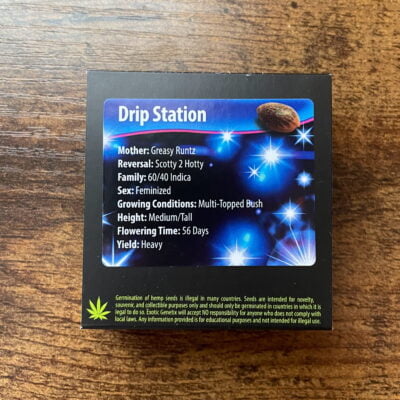 Drip Station
Mother: Greasy Runtz
Reversal: Scotty 2 Hotty
Family: 60/40 Indica
Sex: Feminized
Growing Conditions: Multi-Topped Bush
Height: Medium/Tall
Flowering Time: 56 Days
Yield: Heavy
Germination of hemp seeds is illegal in many countries. Seeds are intended for novelty,
souvenir, and collectible purposes only and should only be germinated in countries in which it is
legal to do so. Exotic Genetix will accept NO responsibility for anyone who does not comply with
local laws. Any information provided is for educational purposes and not intended for illegal use.